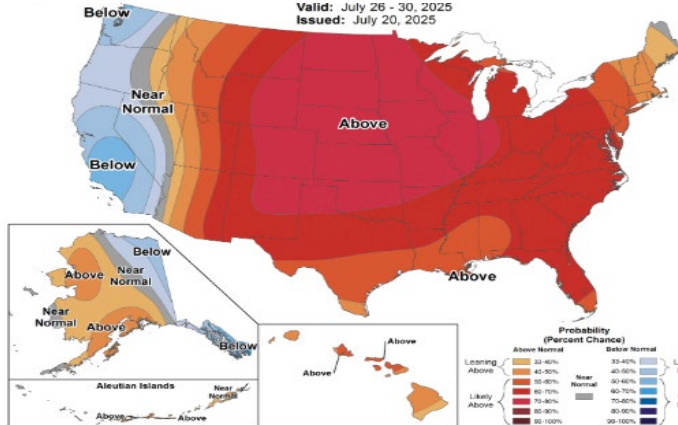 Valid: July 26 - 30, 2025
Issued: July 20, 2025
Below
Near
Normal
Above
Below
Above
Above
Near
Normal
Below
Near
Normal
Above
Below
Aleutian Islands
Near
Normal
Above
Above
Above
Above
Probability
(Percent Chance)
Above Normal
Below Normal
Leaning
Above
33-40%
40-50%
50-60%
60-70%
70-80%
80-90%
90-100%
Likely
Above
Near
Normal
33-40%
40-50%
50-60%
60-70%
70-80%
80-90%
90-100%
L